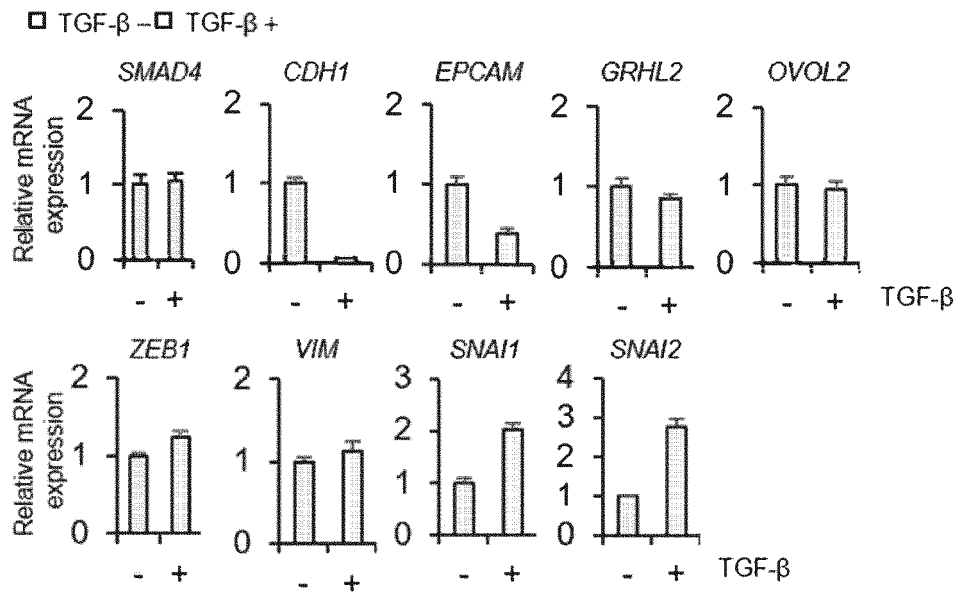 TGF-β – TGF-β +
SMAD4 CDH1 EPCAM GRHL2 OVOL2
Relative mRNA
expression
2 2 2 2 2
1 1 1 1 1
0 0 0 0 0
- + - + - + - + - + TGF-β
ZEB1 VIM SNAI1 SNAI2
Relative mRNA
expression
2 2 3 4
3
1 1 2 2
1 1
0 0 0 0
- + - + - + - + TGF-β